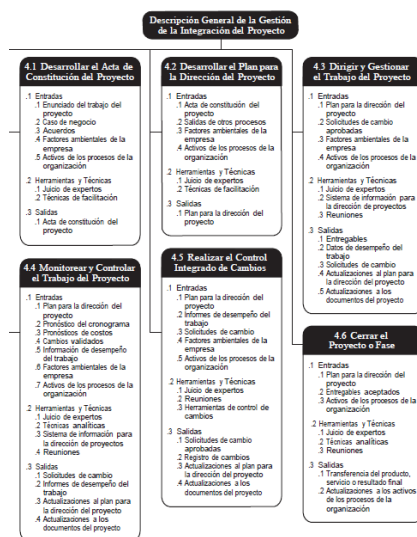 Descripción General de la Gestión
de la Integración del Proyecto
4.1 Desarrollar el Acta de
Constitución del Proyecto
.1 Entradas
.1 Enunciado del trabajo del
proyecto
.2 Caso de negocio
.3 Acuerdos
.4 Factores ambientales de la
empresa
.5 Activos de los procesos de la
organización
.2 Herramientas y Técnicas
.1 Juicio de expertos
.2 Técnicas de facilitación
.3 Salidas
.1 Acta de constitución del
proyecto
4.2 Desarrollar el Plan para
la Dirección del Proyecto
.1 Entradas
.1 Acta de constitución del
proyecto
.2 Salidas de otros procesos
.3 Factores ambientales de la
empresa
.4 Activos de los procesos de la
organización
.2 Herramientas y Técnicas
.1 Juicio de expertos
.2 Técnicas de facilitación
.3 Salidas
.1 Plan para la dirección del
proyecto
4.3 Dirigir y Gestionar
el Trabajo del Proyecto
.1 Entradas
.1 Plan para la dirección del
proyecto
.2 Solicitudes de cambio
aprobadas
.3 Factores ambientales de la
empresa
.4 Activos de los procesos de la
organización
.2 Herramientas y Técnicas
.1 Juicio de expertos
.2 Sistema de información para
la dirección de proyectos
.3 Reuniones
.3 Salidas
.1 Entregables
.2 Datos de desempeño del
trabajo
.3 Solicitudes de cambio
.4 Actualizaciones al plan para
la dirección del proyecto
.5 Actualizaciones a los
documentos del proyecto
4.4 Monitorear y Controlar
el Trabajo del Proyecto
.1 Entradas
.1 Plan para la dirección del
proyecto
.2 Pronóstico del cronograma
.3 Pronósticos de costos
.4 Cambios validados
.5 Información de desempeño
del trabajo
.6 Factores ambientales de la
empresa
.7 Activos de los procesos de la
organización
.2 Herramientas y Técnicas
.1 Juicio de expertos
.2 Técnicas analíticas
.3 Sistema de información para
la dirección de proyectos
.4 Reuniones
.3 Salidas
.1 Solicitudes de cambio
.2 Informes de desempeño del
trabajo
.3 Actualizaciones al plan para
la dirección del proyecto
.4 Actualizaciones a los
documentos del proyecto
4.5 Realizar el Control
Integrado de Cambios
.1 Entradas
.1 Plan para la dirección del
proyecto
.2 Informes de desempeño del
trabajo
.3 Solicitudes de cambio
.4 Factores ambientales de la
empresa
.5 Activos de los procesos de la
organización
.2 Herramientas y Técnicas
.1 Juicio de expertos
.2 Reuniones
.3 Herramientas de control de
cambios
.3 Salidas
.1 Solicitudes de cambio
aprobadas
.2 Registro de cambios
.3 Actualizaciones al plan para
la dirección del proyecto
.4 Actualizaciones a los
documentos del proyecto
4.6 Cerrar el
Proyecto o Fase
.1 Entradas
.1 Plan para la dirección del
proyecto
.2 Entregables aceptados
.3 Activos de los procesos de la
organización
.2 Herramientas y Técnicas
.1 Juicio de expertos
.2 Técnicas analíticas
.3 Reuniones
.3 Salidas
.1 Transferencia del producto,
servicio o resultado final
.2 Actualizaciones a los activos
de los procesos de la
organización